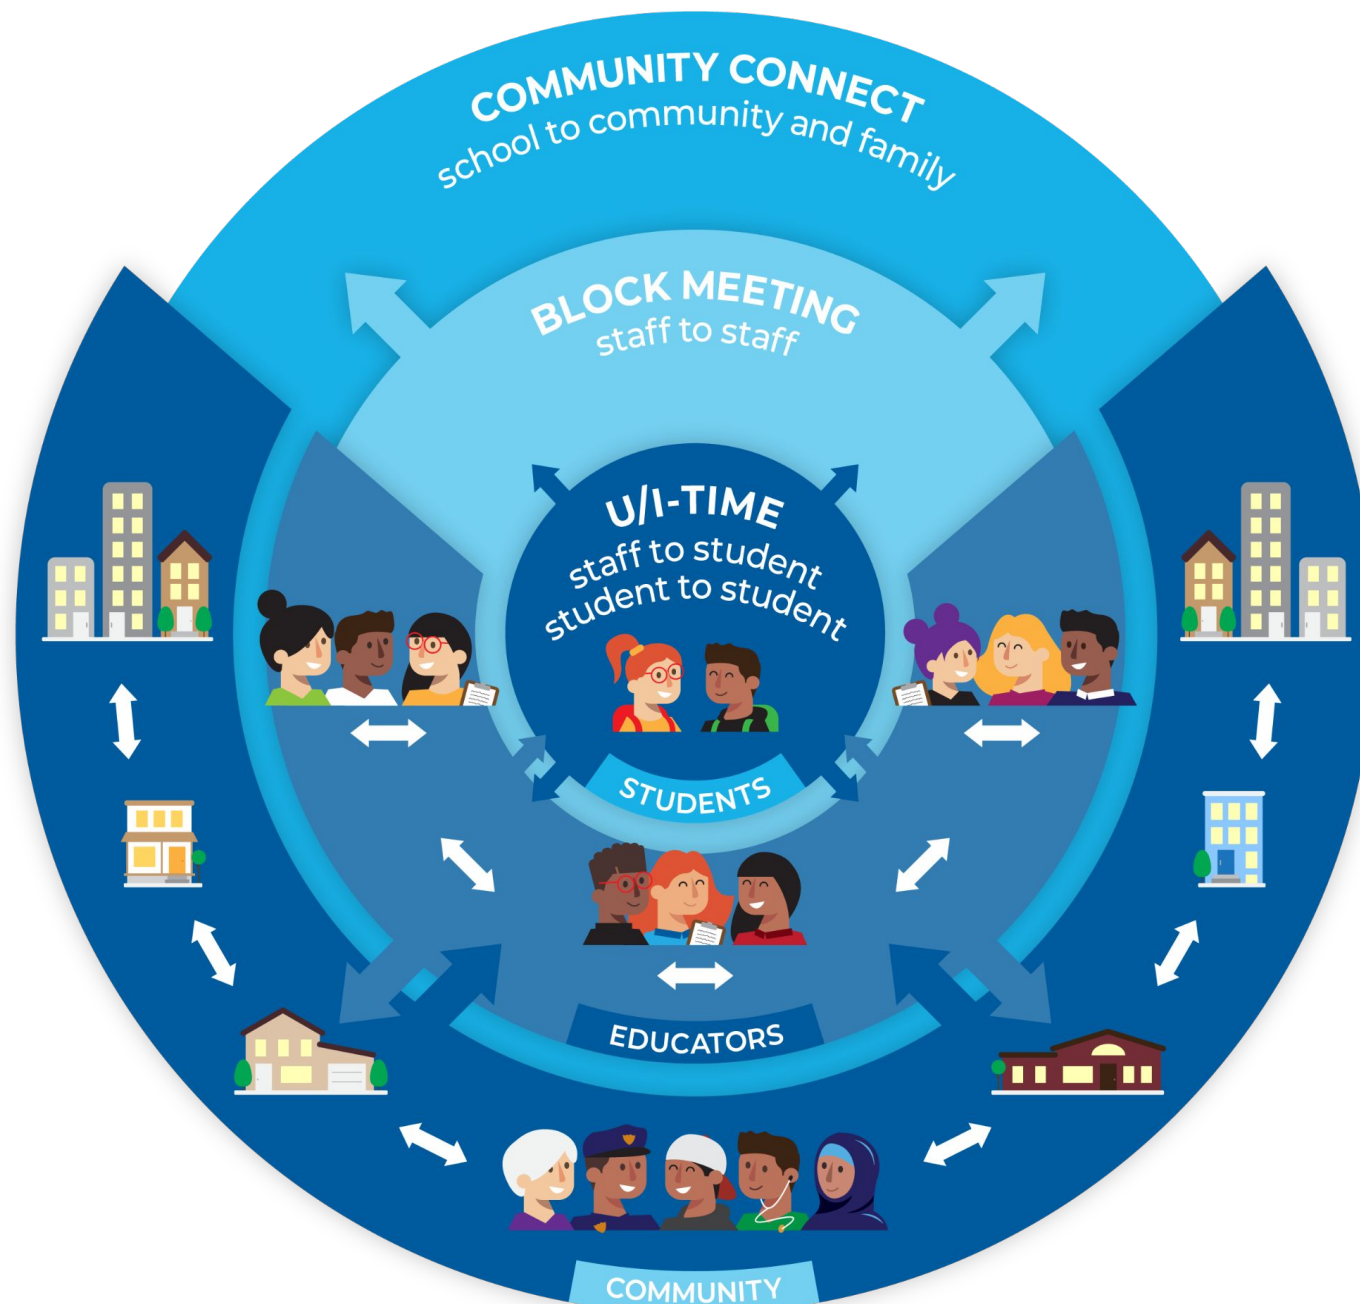 COMMUNITY CONNECT
school to community and family
BLOCK MEETING
staff to staff
U/I-TIME
staff to student
student to student
STUDENTS
EDUCATORS
COMMUNITY